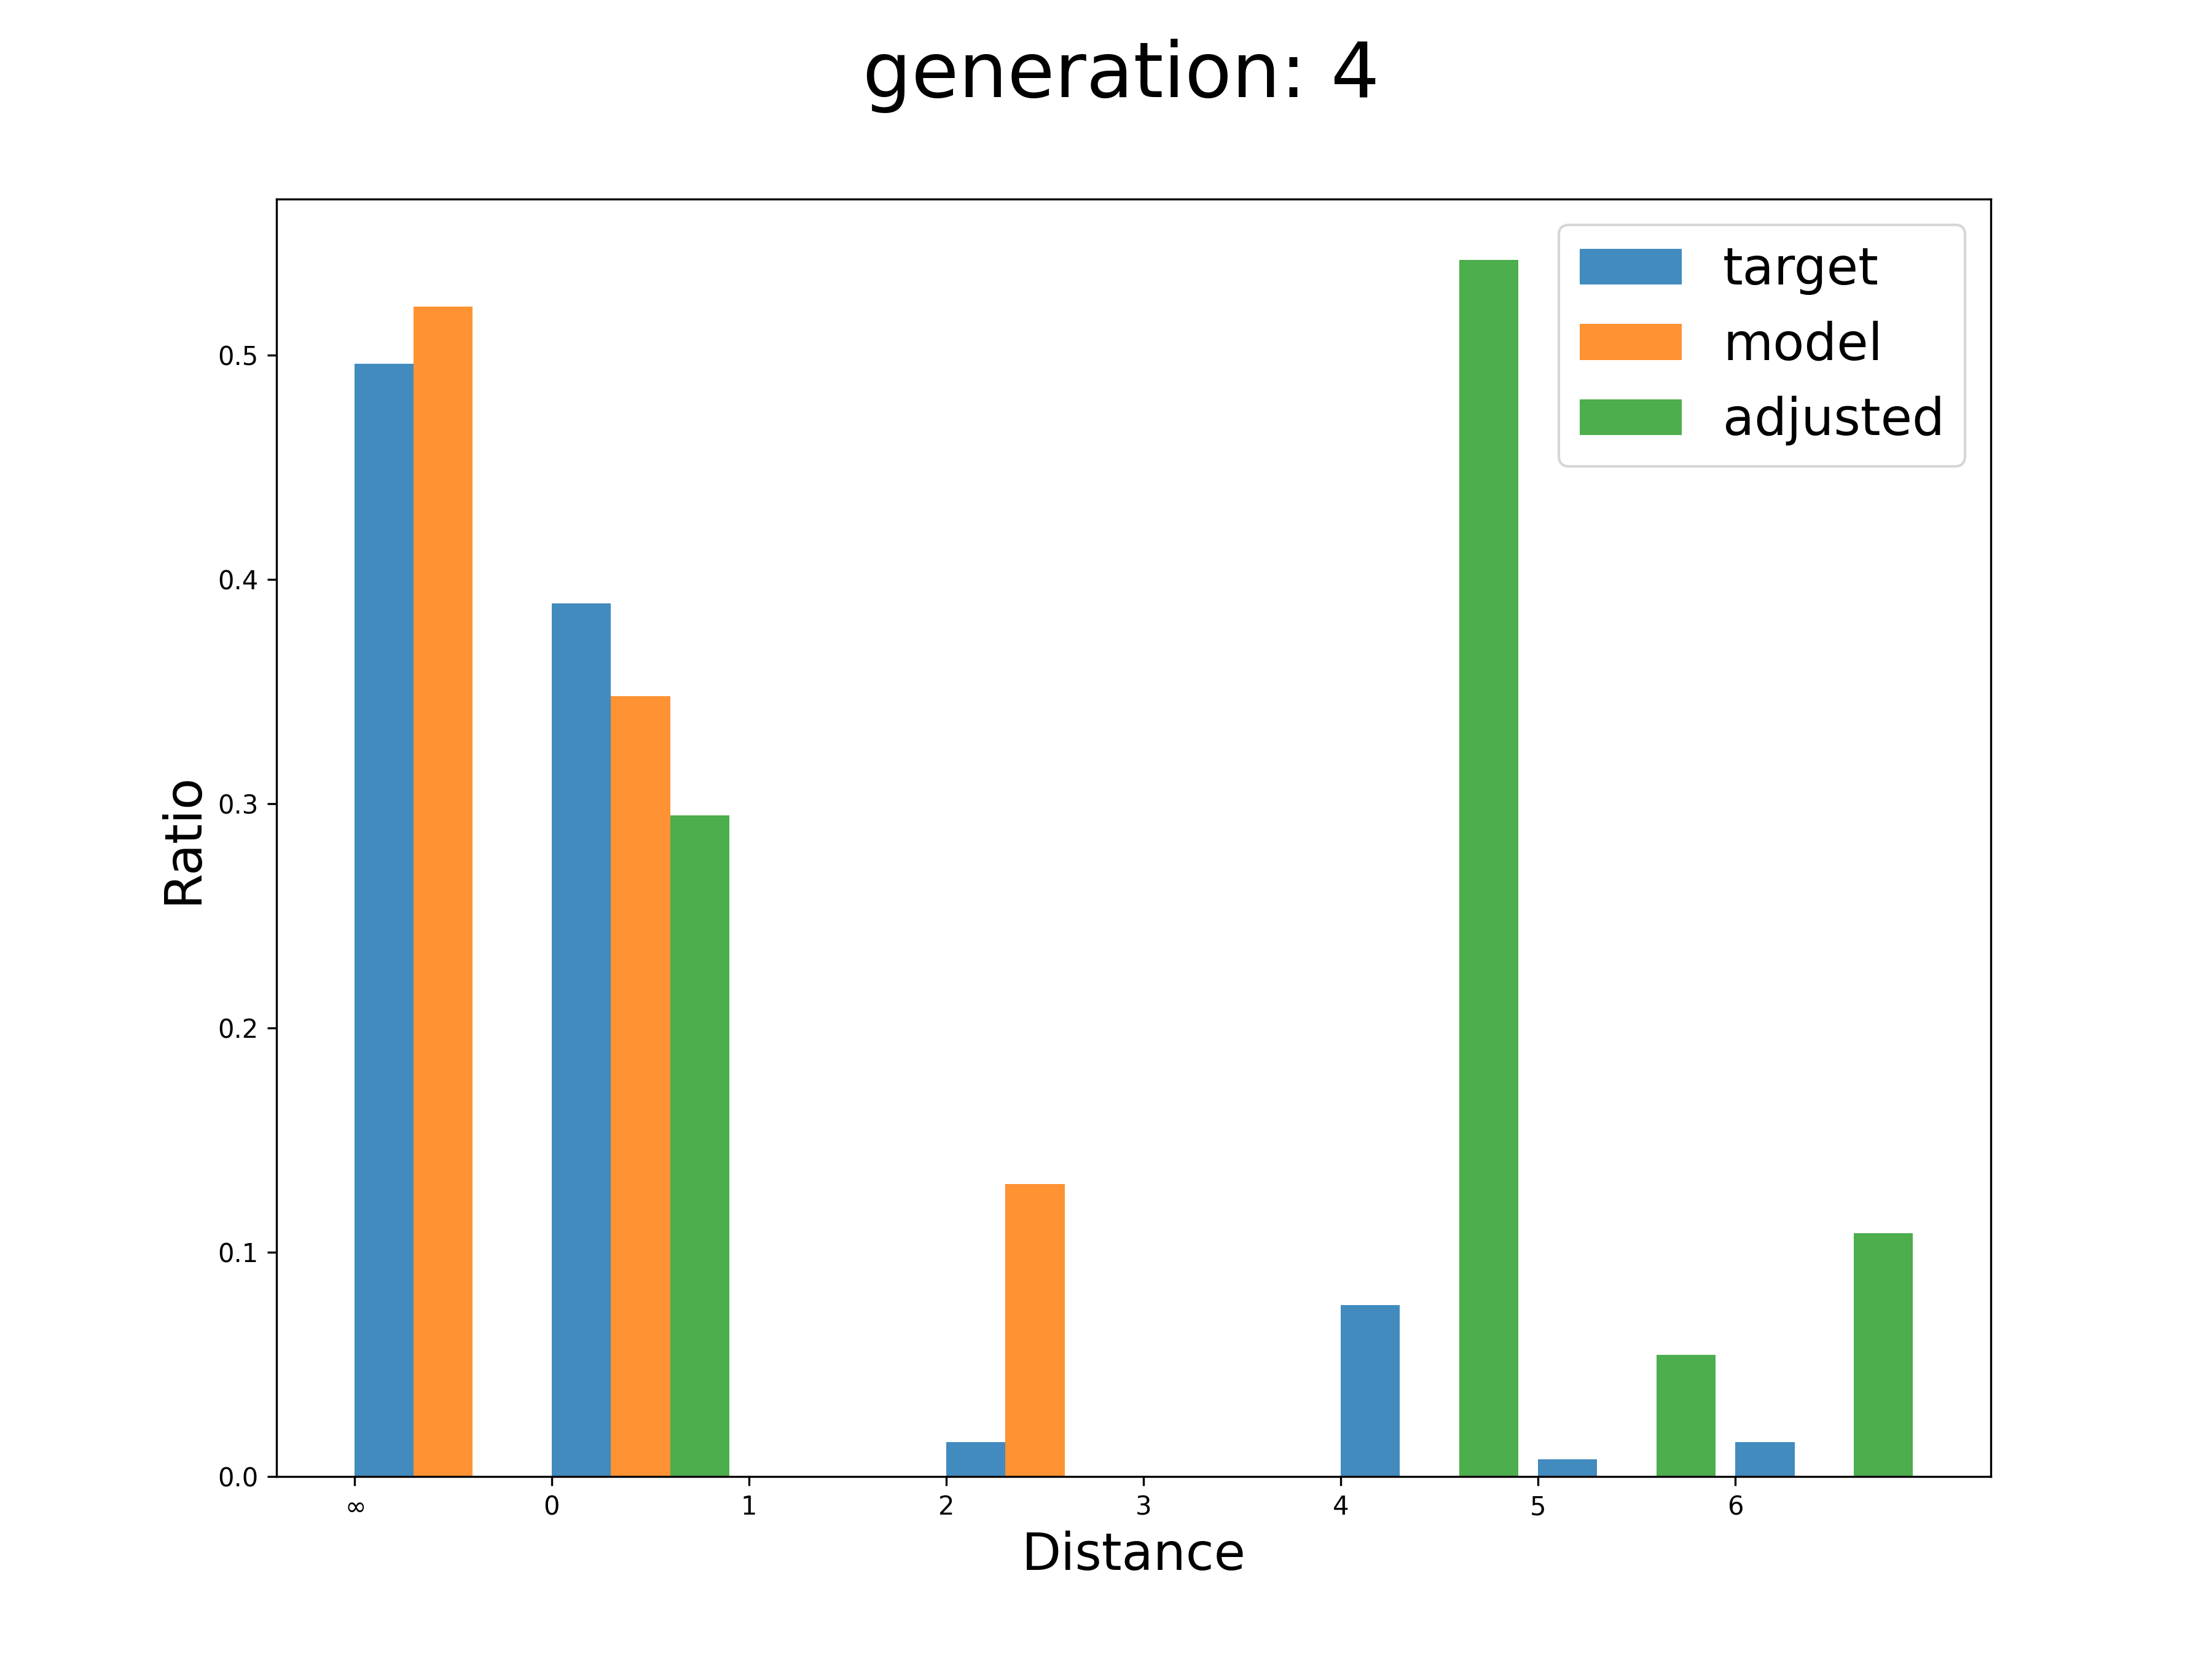 generation: 4
target
model
adjusted
Ratio
0.5
0.4
0.3
0.2
0.1
0.0
∞ 0 1 2 3 4 5 6
Distance